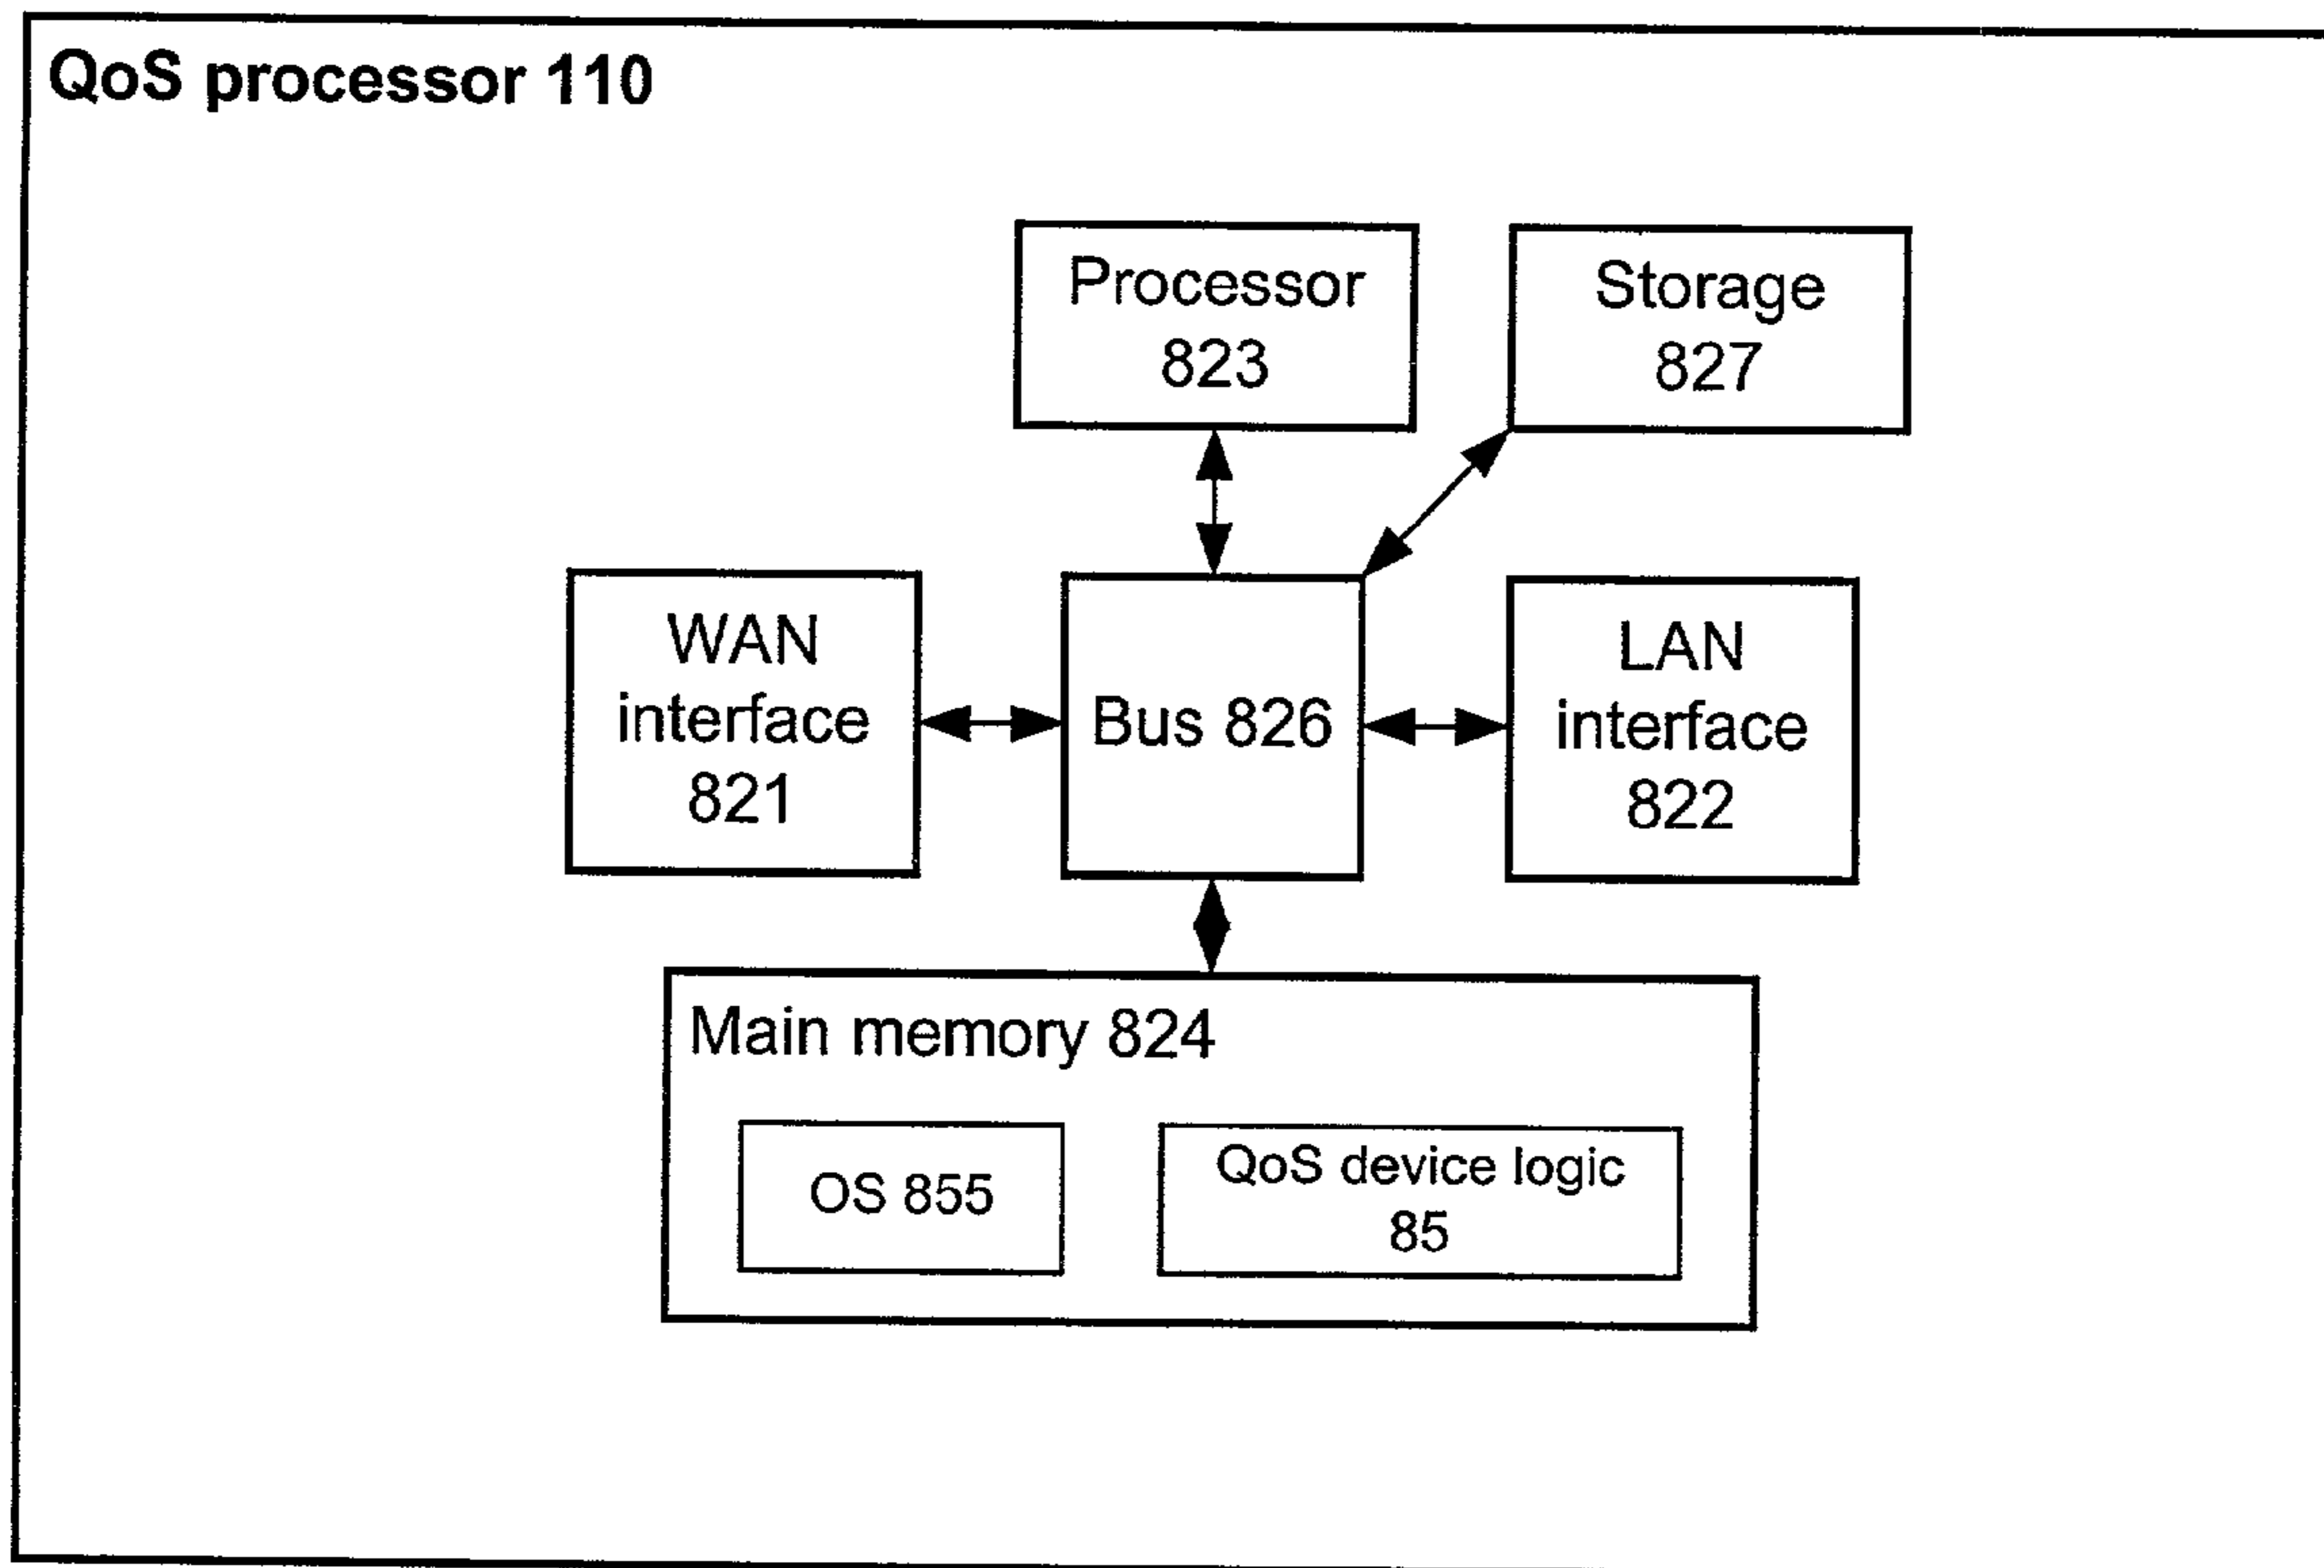 QoS processor 110
Processor
823
Storage
827
WAN
interface
821
Bus 826
LAN
interface
822
Main memory 824
OS 855
QoS device logic
85